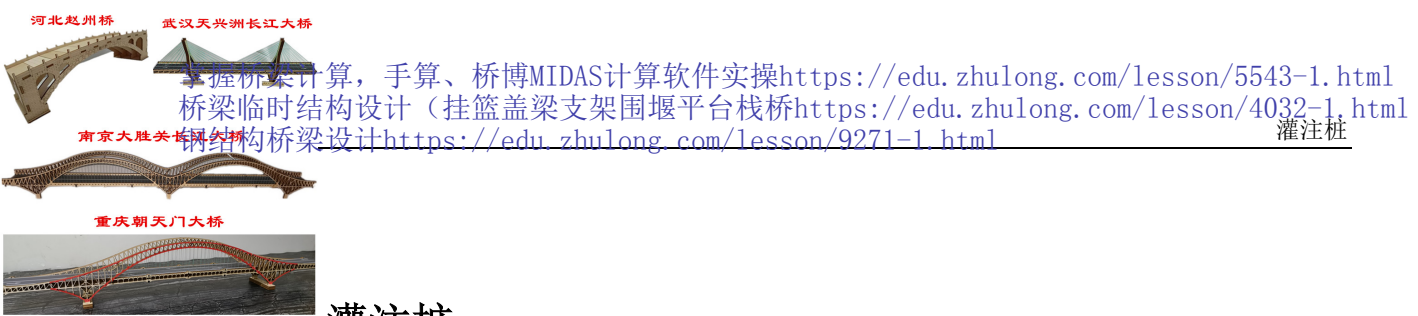 河北赵州桥
武汉天兴洲长江大桥
掌握桥梁计算，手算、桥博MIDAS计算软件实操https://edu.zhulong.com/lesson/5543-1.html
桥梁临时结构设计（挂篮盖梁支架围堰平台栈桥https://edu.zhulong.com/lesson/4032-1.html
南京大胜关长江大桥
钢结构桥梁设计https://edu.zhulong.com/lesson/9271-1.html
灌注桩
重庆朝天门大桥
灌注桩